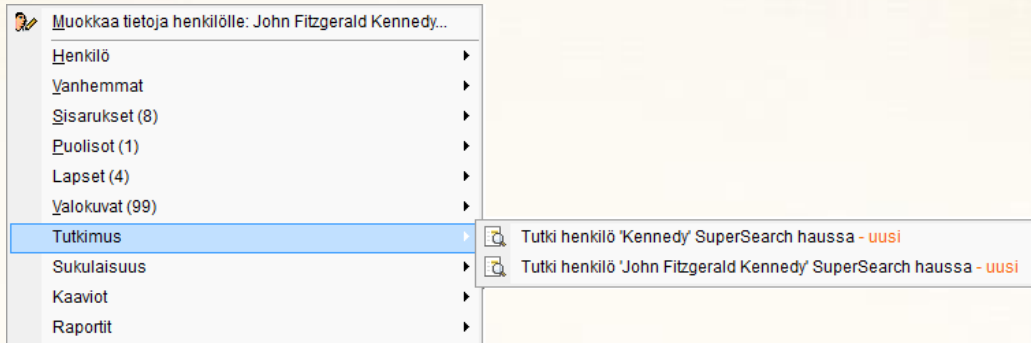 Muokkaa tietoja henkilölle: John Fitzgerald Kennedy...
Henkilö
Vanhemmat
Sisarukset (8)
Puolisot (1)
Lapset (4)
Valokuvat (99)
Tutkimus
Tutki henkilö 'Kennedy' SuperSearch haussa - uusi
Tutki henkilö 'John Fitzgerald Kennedy' SuperSearch haussa - uusi
Sukulaisuus
Kaaviot
Raportit